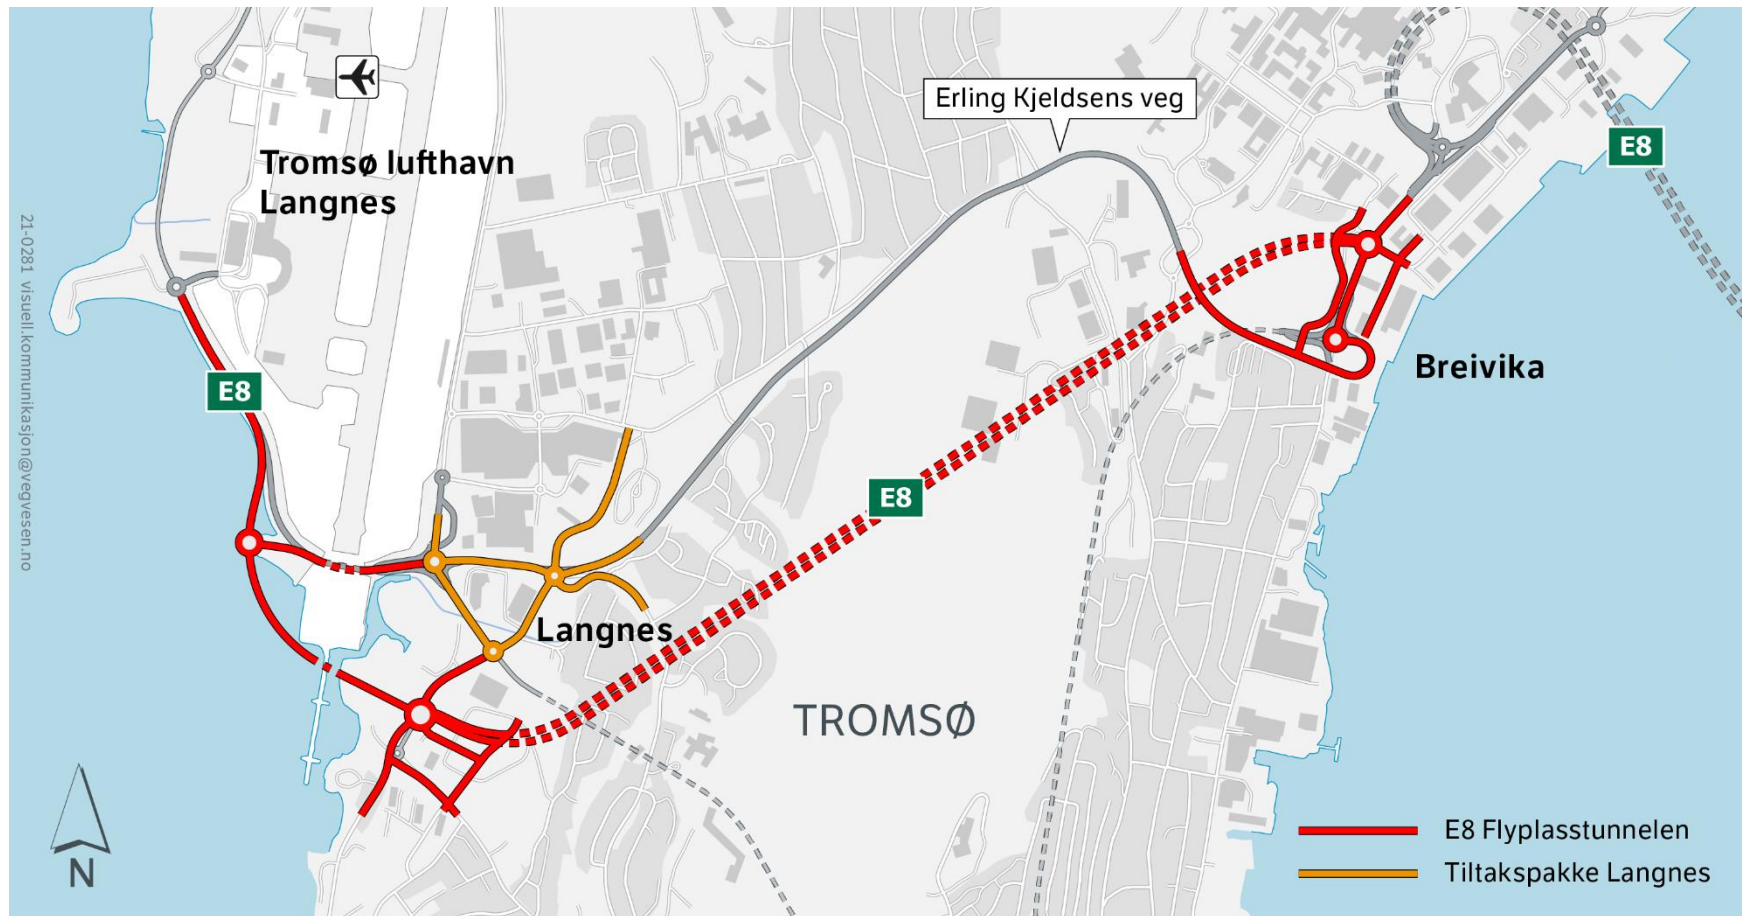 Erling Kjeldsens veg
E8
Tromsø lufthavn
Langnes
21-0281 visuell.kommunikasjon@vegvesen.no
E8
Breivika
E8
Langnes
TROMSØ
N
E8 Flyplasstunnelen
Tiltakspakke Langnes